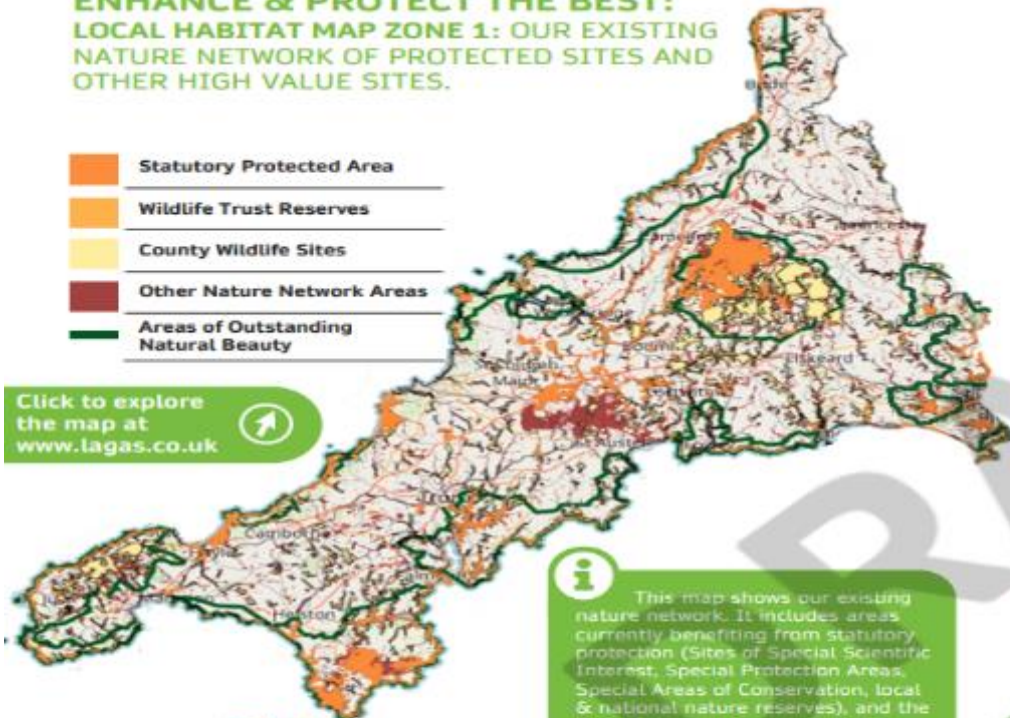 ENHANCE & PROTECT THE BEST:
LOCAL HABITAT MAP ZONE 1: OUR EXISTING
NATURE NETWORK OF PROTECTED SITES AND
OTHER HIGH VALUE SITES.
Statutory Protected Area
Wildlife Trust Reserves
County Wildlife Sites
Other Nature Network Areas
Areas of Outstanding
Natural Beauty
Click to explore
the map at
www.lagas.co.uk
Camborne
Helston
This map shows our existing
nature network. It includes areas
currently benefiting from statutory
protection (Sites of Special Scientific
Interest, Special Protection Areas,
Special Areas of Conservation, local
& national nature reserves), and the